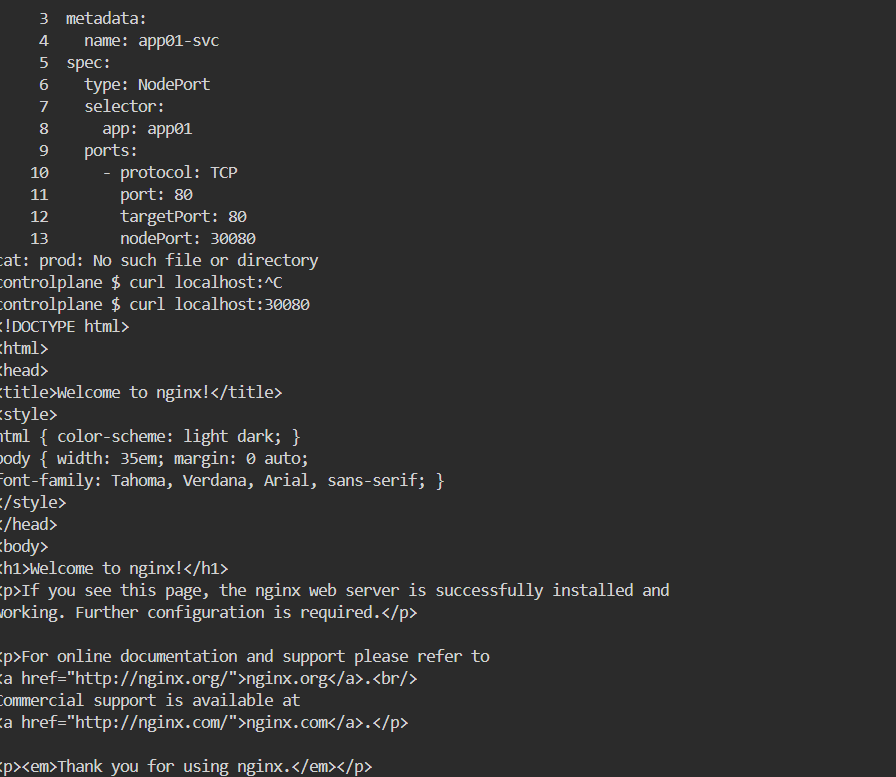 3 metadata:
4 name: app01-svc
5 spec:
6 type: NodePort
7 selector:
8 app: app01
9 ports:
10 - protocol: TCP
11 port: 80
12 targetPort: 80
13 nodePort: 30080
cat: prod: No such file or directory
controlplane $ curl localhost:^C
controlplane $ curl localhost:30080
<!DOCTYPE html>
<html>
<head>
<title>Welcome to nginx!</title>
<style>
html { color-scheme: light dark; }
body { width: 35em; margin: 0 auto;
font-family: Tahoma, Verdana, Arial, sans-serif; }
</style>
</head>
<body>
<h1>Welcome to nginx!</h1>
<p>If you see this page, the nginx web server is successfully installed and
working. Further configuration is required.</p>
<p>For online documentation and support please refer to
<a href="http://nginx.org/">nginx.org</a>.<br/>
Commercial support is available at
<a href="http://nginx.com/">nginx.com</a>.</p>
<p><em>Thank you for using nginx.</em></p>